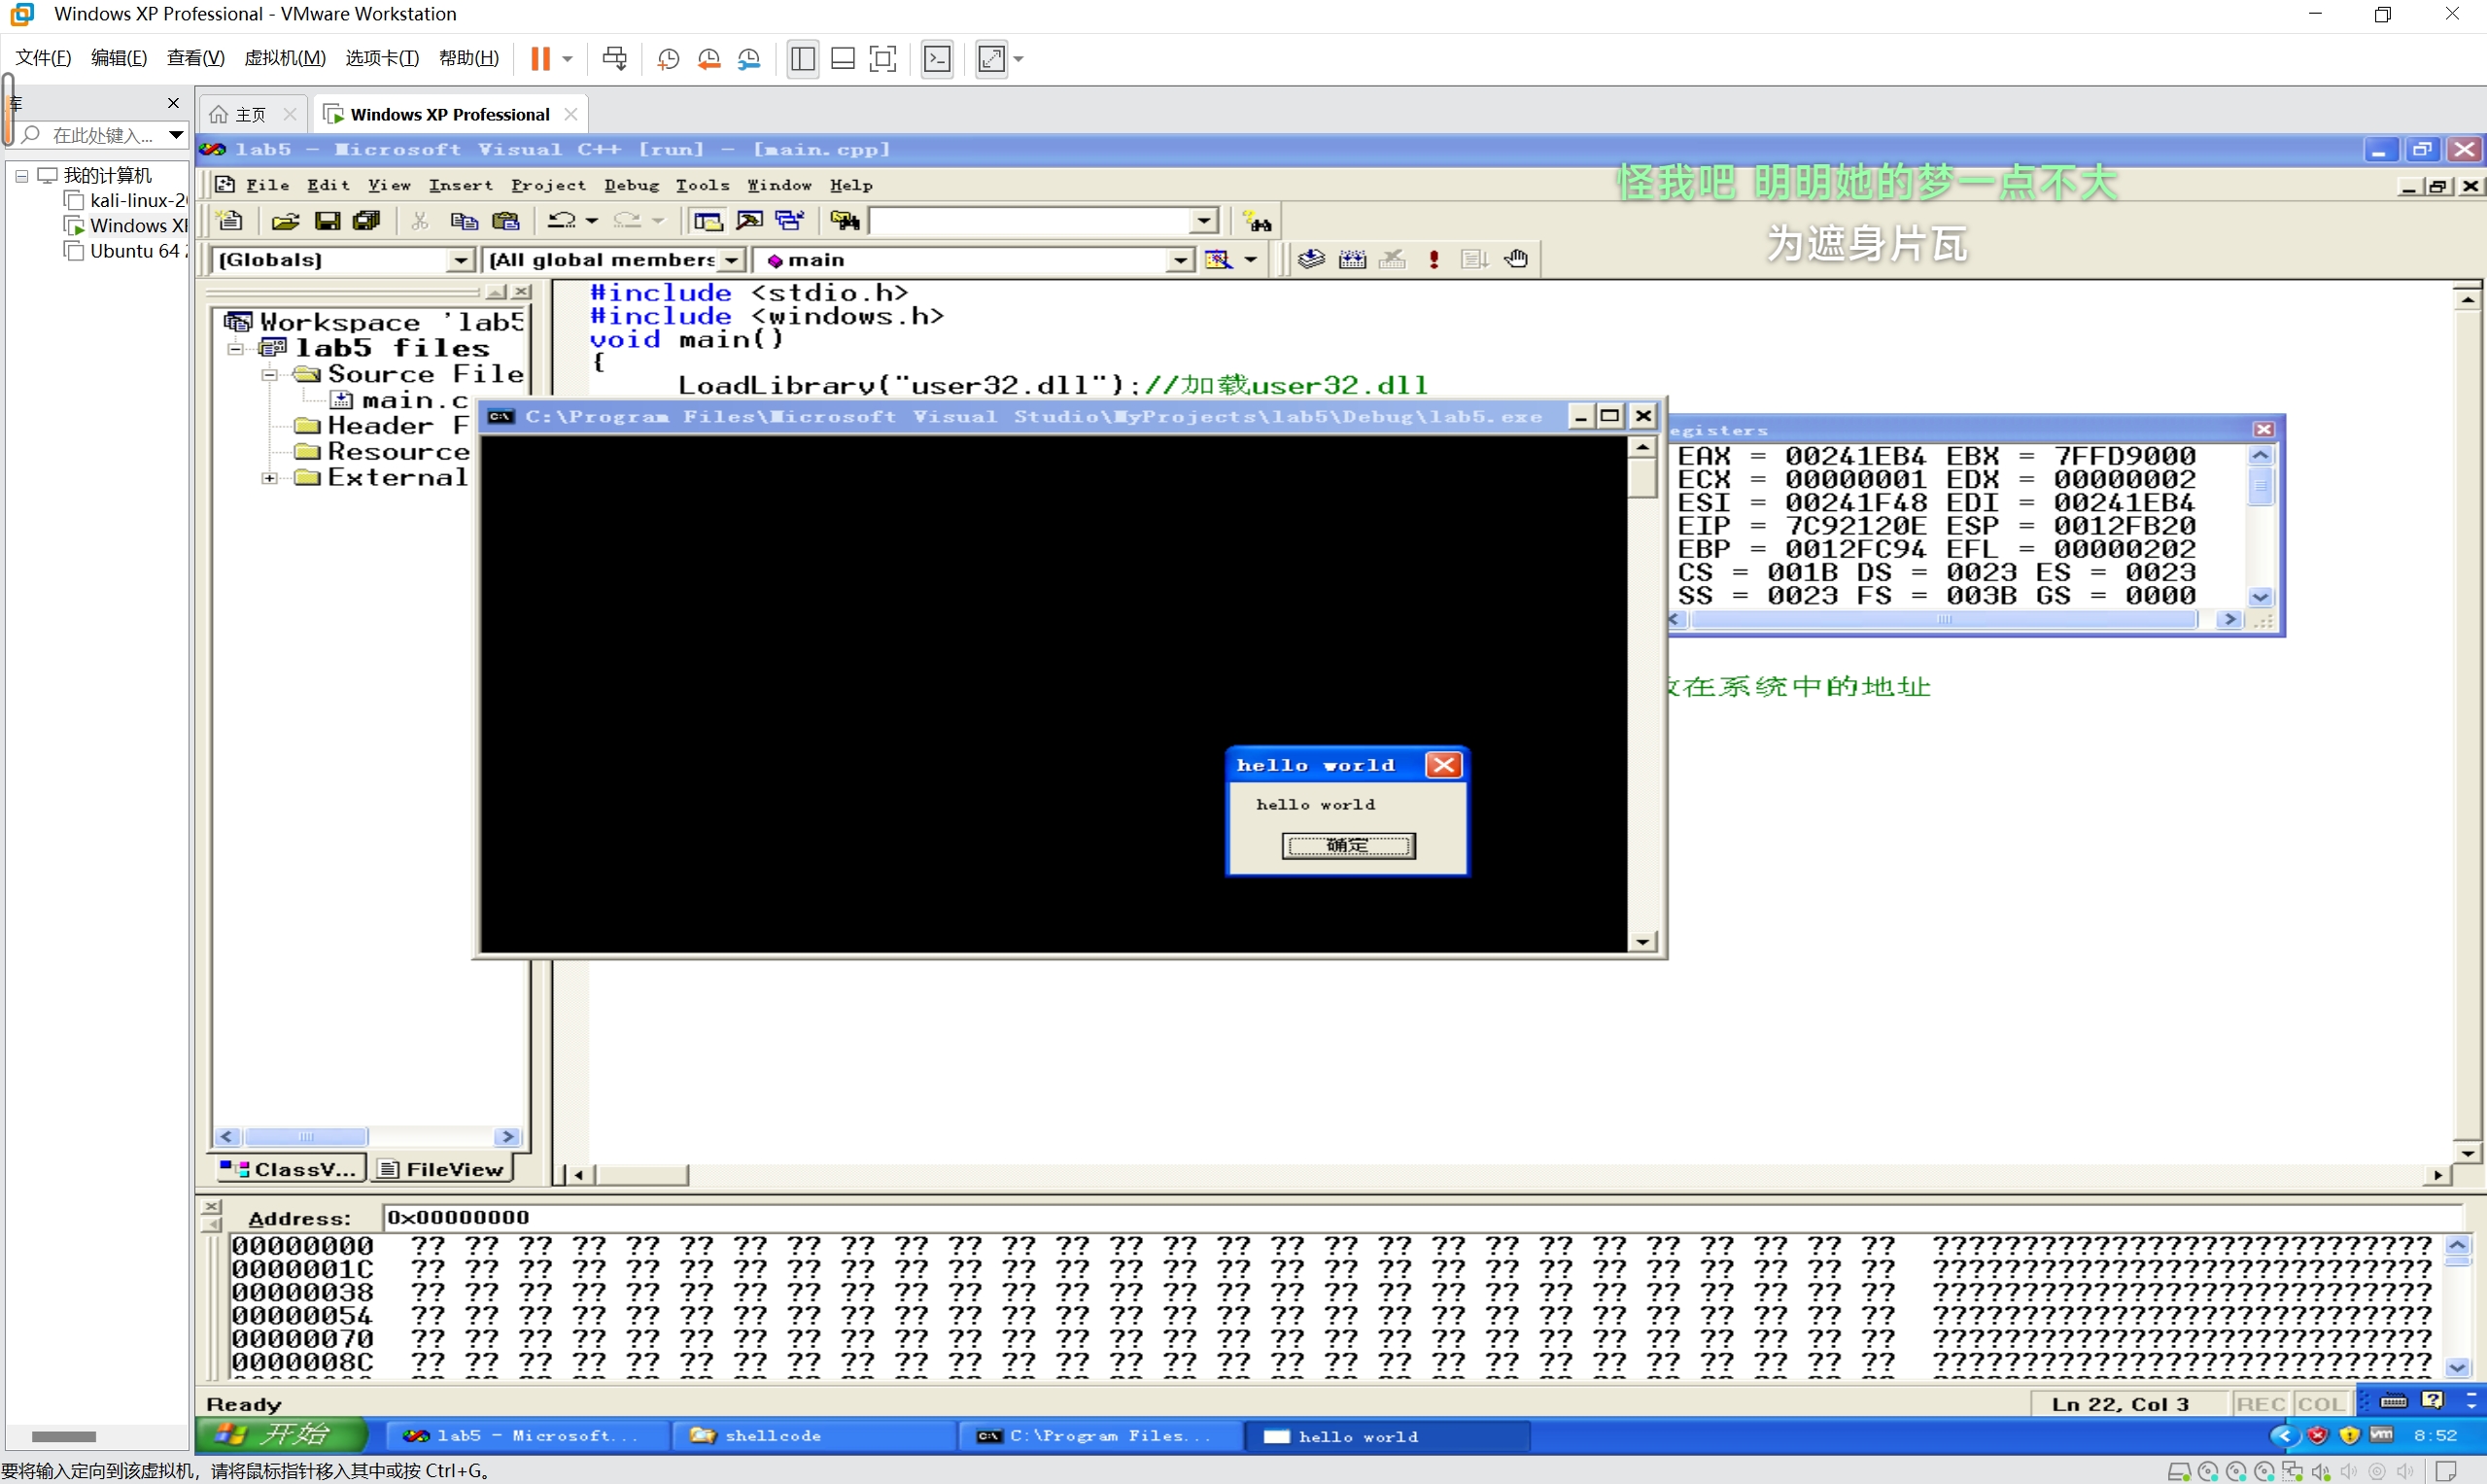 Windows XP Professional - VMware Workstation
文件(F) 编辑(E) 查看(V) 虚拟机(M) 选项卡(T) 帮助(H)
库
在此处键入...
我的计算机
kali-linux-2
Windows XP
Ubuntu 64
主页
Windows XP Professional
lab5 - Microsoft Visual C++ [run] - [main.cpp]
File Edit View Insert Project Debug Tools Window Help
怪我吧 明明她的梦一点不大
为遮身片瓦
(Globals) (All global members main
Workspace 'lab5
lab5 files
Source File
main.c
Header F
Resource
External
ClassV... FileView
#include <stdio.h>
#include <windows.h>
void main()
{
LoadLibrary("user32.dll");//加载user32.dll
在系统中的地址
C:\Program Files\Microsoft Visual Studio\MyProjects\lab5\Debug\lab5.exe
hello world
hello world
确定
egisters
EAX = 00241EB4 EBX = 7FFD9000
ECX = 00000001 EDX = 00000002
ESI = 00241F48 EDI = 00241EB4
EIP = 7C92120E ESP = 0012FB20
EBP = 0012FC94 EFL = 00000202
CS = 001B DS = 0023 ES = 0023
SS = 0023 FS = 003B GS = 0000
Address: 0x00000000
00000000 ?? ?? ?? ?? ?? ?? ?? ?? ?? ?? ?? ?? ?? ?? ?? ?? ?? ?? ?? ?? ?? ?? ?? ?? ?? ?? ?? ?? ????????????????????????????
0000001C ?? ?? ?? ?? ?? ?? ?? ?? ?? ?? ?? ?? ?? ?? ?? ?? ?? ?? ?? ?? ?? ?? ?? ?? ?? ?? ?? ?? ????????????????????????????
00000038 ?? ?? ?? ?? ?? ?? ?? ?? ?? ?? ?? ?? ?? ?? ?? ?? ?? ?? ?? ?? ?? ?? ?? ?? ?? ?? ?? ?? ????????????????????????????
00000054 ?? ?? ?? ?? ?? ?? ?? ?? ?? ?? ?? ?? ?? ?? ?? ?? ?? ?? ?? ?? ?? ?? ?? ?? ?? ?? ?? ?? ????????????????????????????
00000070 ?? ?? ?? ?? ?? ?? ?? ?? ?? ?? ?? ?? ?? ?? ?? ?? ?? ?? ?? ?? ?? ?? ?? ?? ?? ?? ?? ?? ????????????????????????????
0000008C ?? ?? ?? ?? ?? ?? ?? ?? ?? ?? ?? ?? ?? ?? ?? ?? ?? ?? ?? ?? ?? ?? ?? ?? ?? ?? ?? ?? ????????????????????????????
Ready Ln 22, Col 3 REC COL
开始 lab5 - Microsoft... shellcode C:\Program Files... hello world 8:52
要将输入定向到该虚拟机，请将鼠标指针移入其中或按 Ctrl+G。